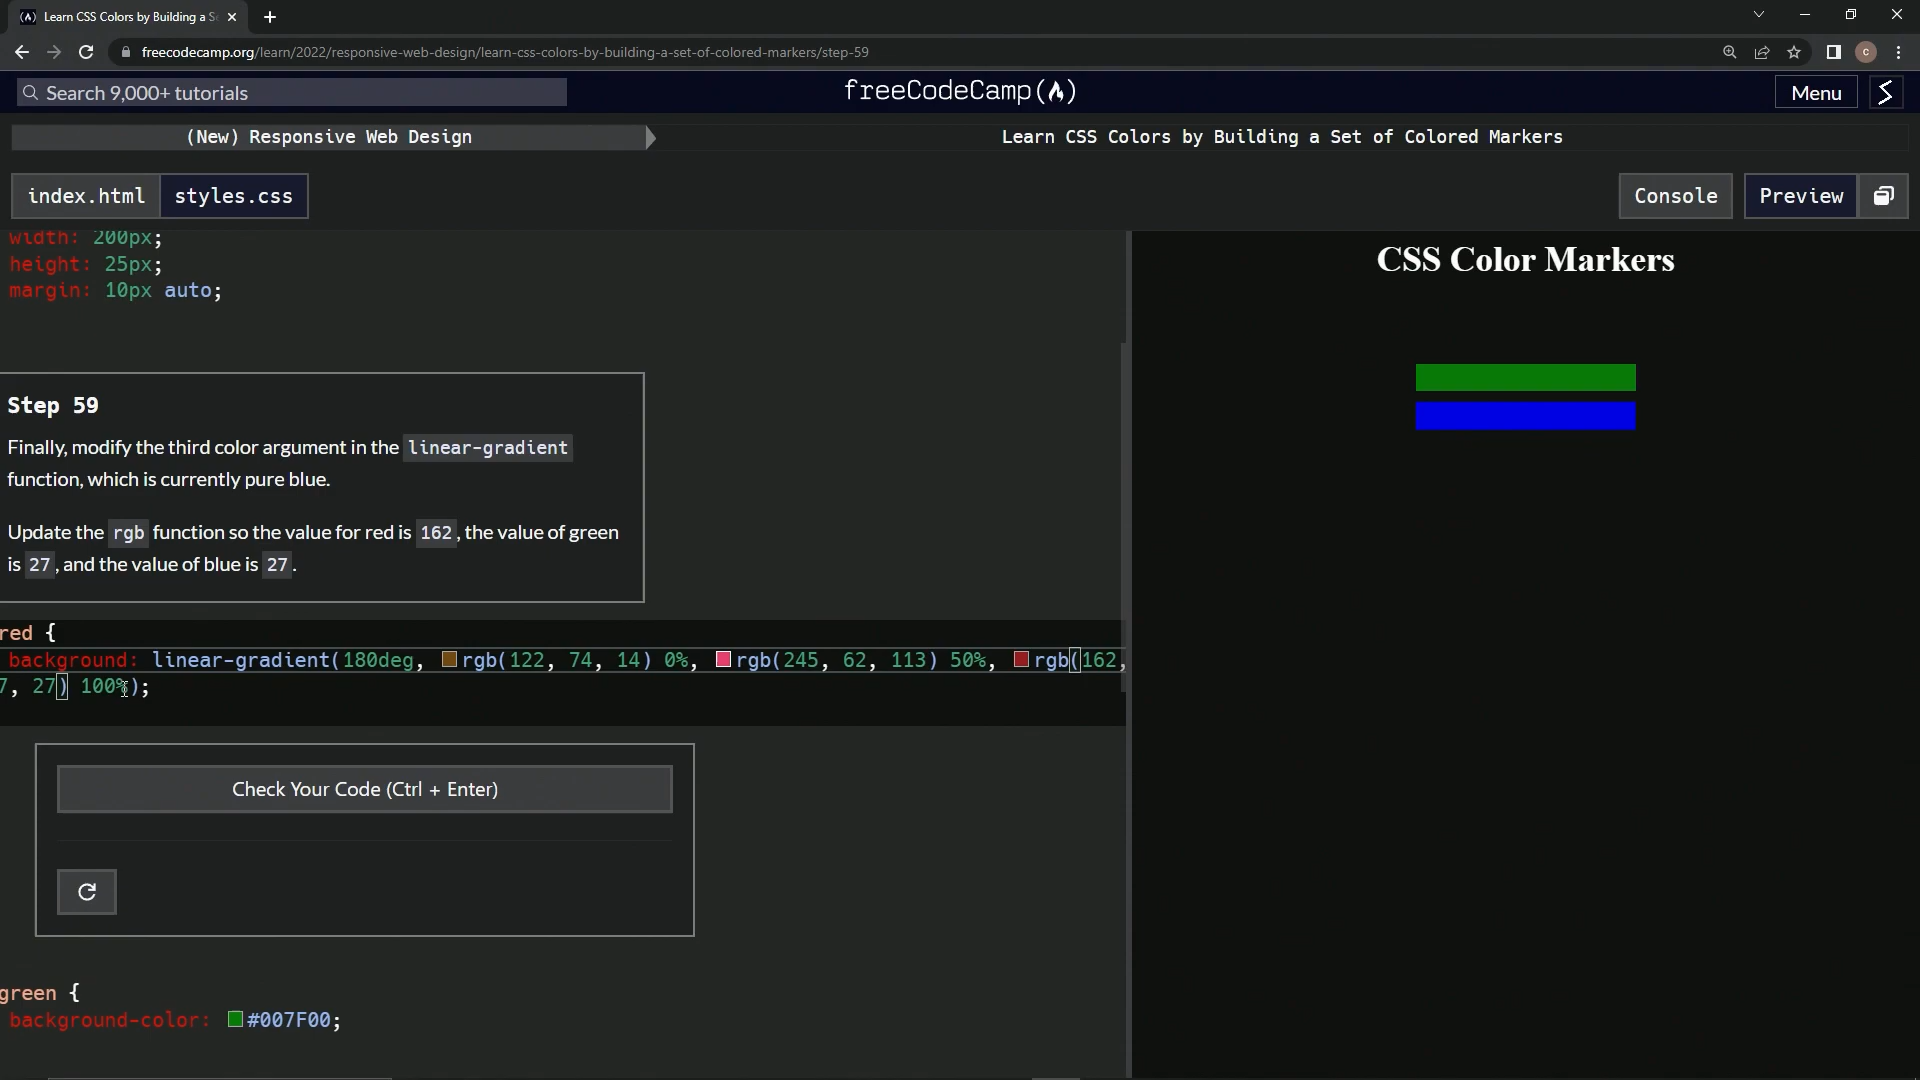 Learn CSS Colors by Building a S
freecodecamp.org/learn/2022/responsive-web-design/learn-css-colors-by-building-a-set-of-colored-markers/step-59
c
Search 9,000+ tutorials
freeCodeCamp
Menu
(New) Responsive Web Design
Learn CSS Colors by Building a Set of Colored Markers
index.html
styles.css
Console
Preview
width: 200px;
height: 25px;
margin: 10px auto;
CSS Color Markers
Step 59
Finally, modify the third color argument in the linear-gradient
function, which is currently pure blue.
Update the rgb function so the value for red is 162, the value of green
is 27, and the value of blue is 27.
red {
background: linear-gradient(180deg, rgb(122, 74, 14) 0%, rgb(245, 62, 113) 50%, rgb(162,
7, 27) 100%);
Check Your Code (Ctrl + Enter)
green {
background-color: #007F00;